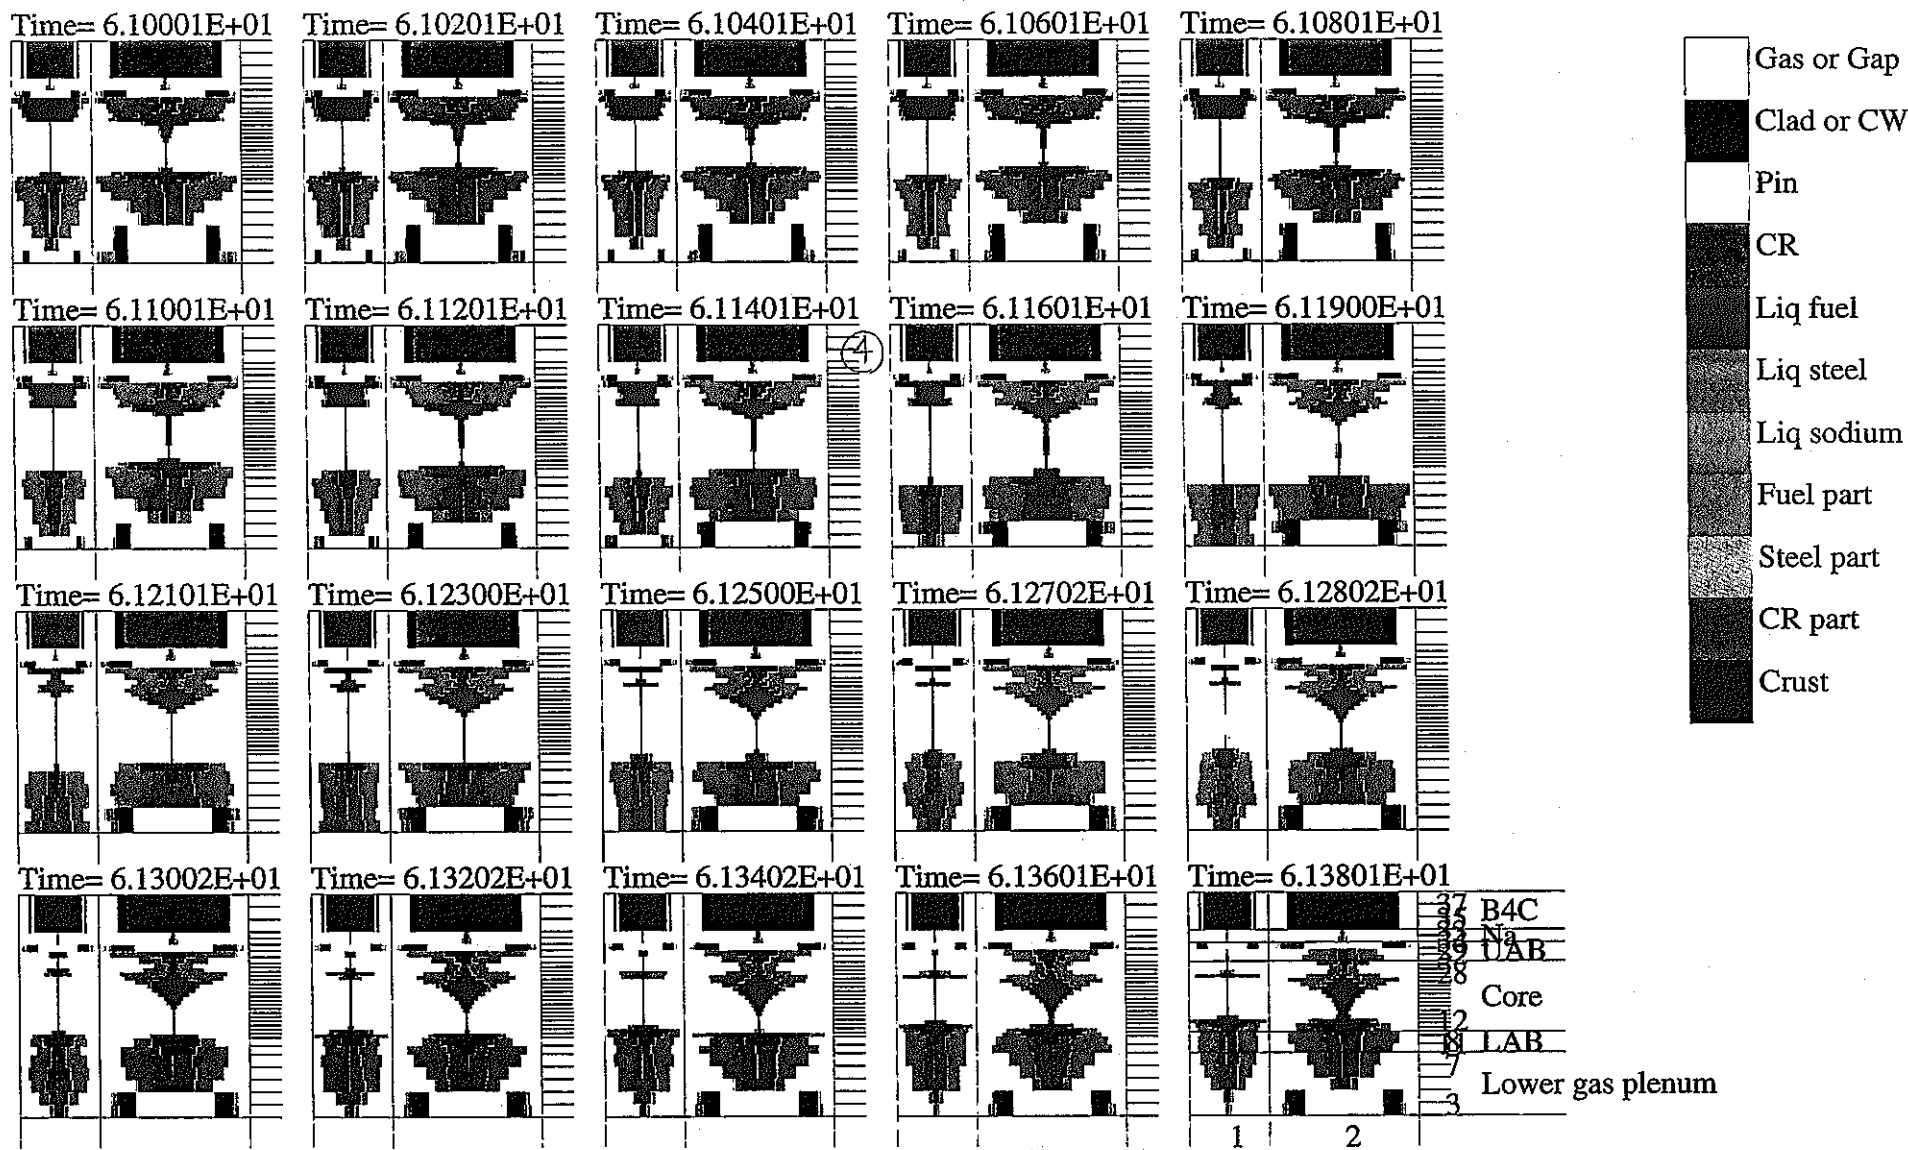 Time= 6.10001E+01
Time= 6.10201E+01
Time= 6.10401E+01
Time= 6.10601E+01
Time= 6.10801E+01
Gas or Gap
Clad or CW
Pin
CR
Liq fuel
Liq steel
Liq sodium
Fuel part
Steel part
CR part
Crust
Time= 6.11001E+01
Time= 6.11201E+01
Time= 6.11401E+01
Time= 6.11601E+01
Time= 6.11900E+01
4
Time= 6.12101E+01
Time= 6.12300E+01
Time= 6.12500E+01
Time= 6.12702E+01
Time= 6.12802E+01
Time= 6.13002E+01
Time= 6.13202E+01
Time= 6.13402E+01
Time= 6.13601E+01
Time= 6.13801E+01
37
35
B4C
Na
UAB
28
Core
12
LAB
7
Lower gas plenum
3
1
2